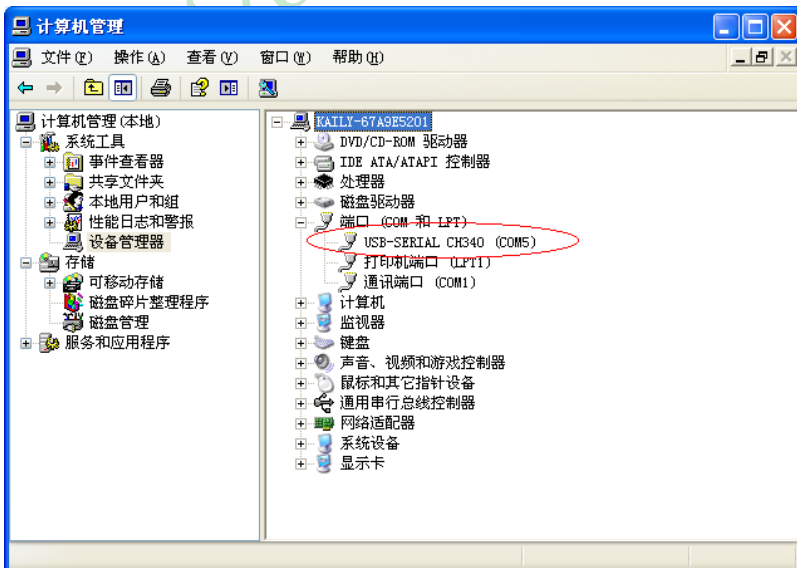 计算机管理
文件(F) 操作(A) 查看(V) 窗口(W) 帮助(H)
计算机管理(本地)
系统工具
事件查看器
共享文件夹
本地用户和组
性能日志和警报
设备管理器
存储
可移动存储
磁盘碎片整理程序
磁盘管理
服务和应用程序
KAILY-67A9E5201
DVD/CD-ROM 驱动器
IDE ATA/ATAPI 控制器
处理器
磁盘驱动器
端口 (COM 和 LPT)
USB-SERIAL CH340 (COM5)
打印机端口 (LPT1)
通讯端口 (COM1)
计算机
监视器
键盘
声音、视频和游戏控制器
鼠标和其它指针设备
通用串行总线控制器
网络适配器
系统设备
显示卡